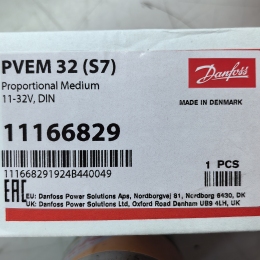 PVEM 32 (S7)
Proportional Medium
11-32V, DIN
Danfoss
MADE IN DENMARK
11166829
111668291924B440049
1 PCS
EAC
EU: Danfoss Power Solutions Aps, Nordborgvej 81, Nordborg 6430, DK
UK: Danfoss Power Solutions Ltd, Oxford Road Denham UB9 4LH, UK